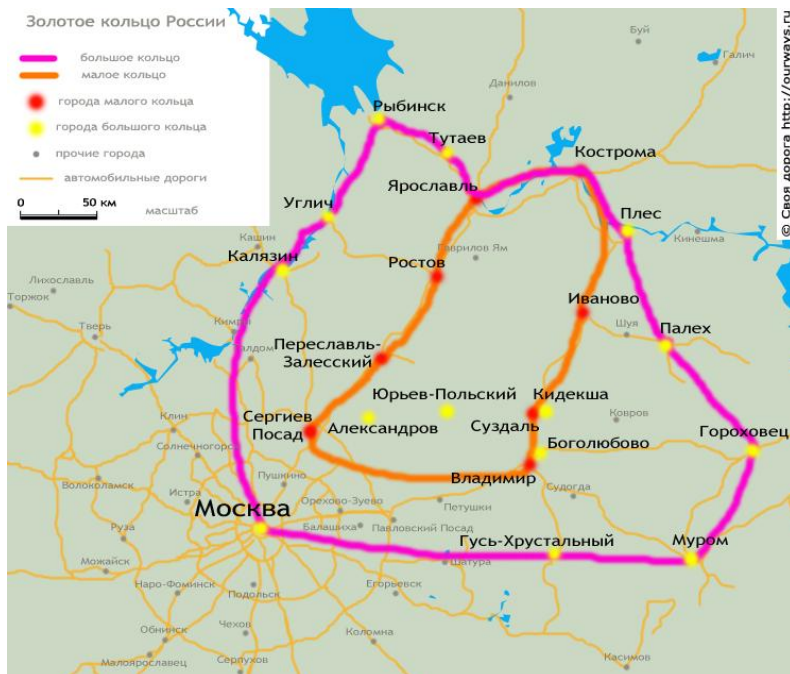 Золотое кольцо России
большое кольцо
малое кольцо
города малого кольца
города большого кольца
прочие города
автомобильные дороги
0 50 км
масштаб
© Своя дорога http://ourways.ru
Буй
Галич
Данилов
Рыбинск
Тутаев
Кострома
Ярославль
Углич
Плес
Кинешма
Кашин
Гаврилов Ям
Калязин
Ростов
Лихославль
Торжок
Иваново
Кимры
Тверь
Шуя
Палех
Талдом
Переславль-
Залесский
Юрьев-Польский
Кидекша
Клин
Сергиев
Посад
Александров
Суздаль
Ковров
Гороховец
Солнечногорск
Боголюбово
Волоколамск
Пушкино
Владимир
Истра
Судогда
Москва
Орехово-Зуево
Петушки
Руза
Балашиха
Павловский Посад
Гусь-Хрустальный
Муром
Можайск
Шатура
Наро-Фоминск
Подольск
Егорьевск
Обнинск
Чехов
Коломна
Малоярославец
Серпухов
Касимов